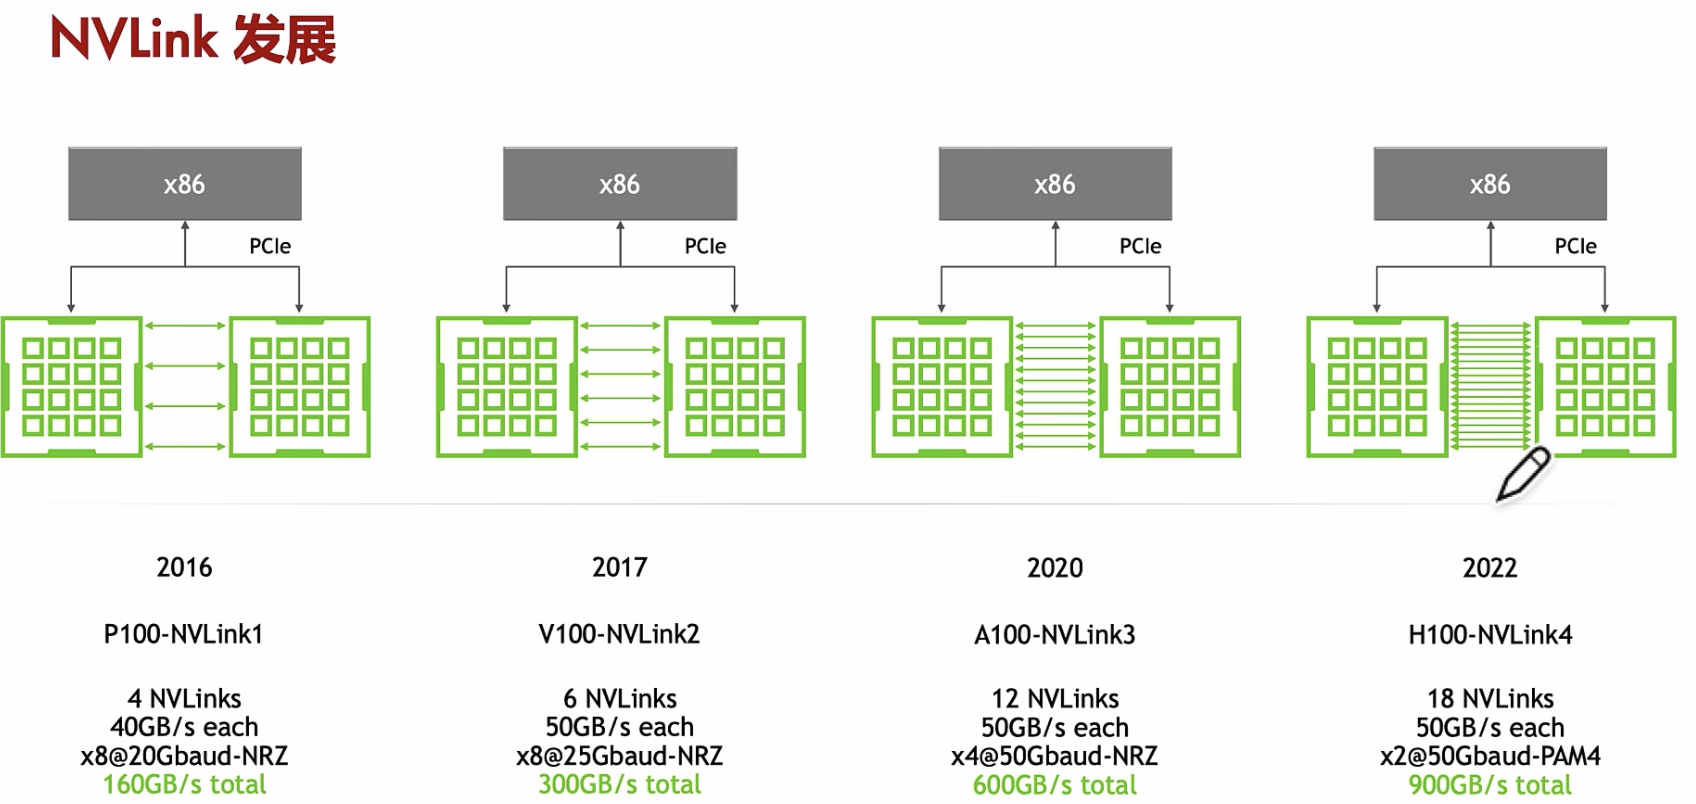 NVLink 发展
x86
x86
x86
x86
PCIe
PCIe
PCIe
PCIe
2016
2017
2020
2022
P100-NVLink1
V100-NVLink2
A100-NVLink3
H100-NVLink4
4 NVLinks
6 NVLinks
12 NVLinks
18 NVLinks
40GB/s each
50GB/s each
50GB/s each
50GB/s each
x8@20Gbaud-NRZ
x8@25Gbaud-NRZ
x4@50Gbaud-NRZ
x2@50Gbaud-PAM4
160GB/s total
300GB/s total
600GB/s total
900GB/s total